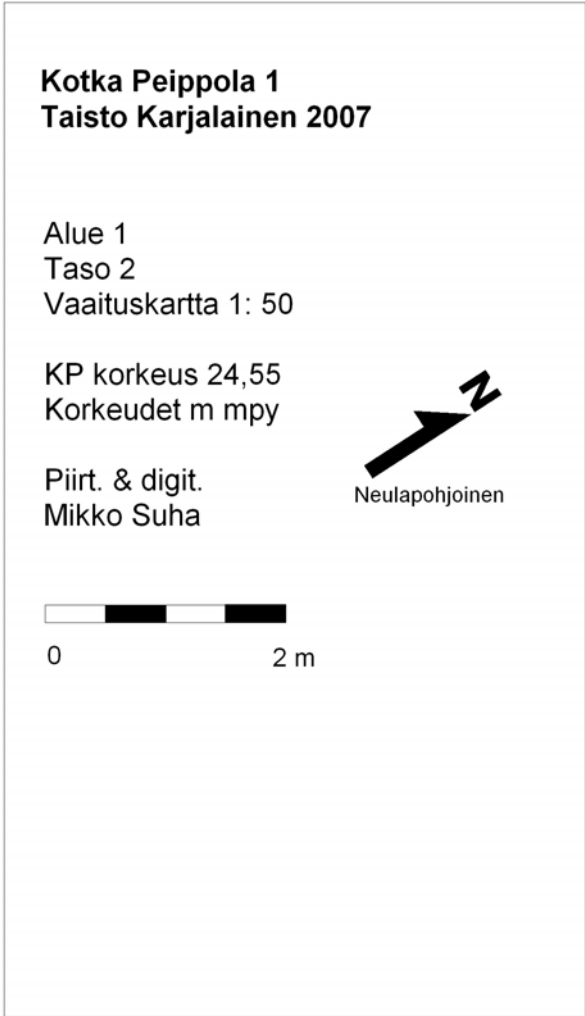 Kotka Peippola 1
Taisto Karjalainen 2007
Alue 1
Taso 2
Vaaituskartta 1: 50
KP korkeus 24,55
Korkeudet m mpy
N
Neulapohjoinen
Piirt. & digit.
Mikko Suha
0
2 m